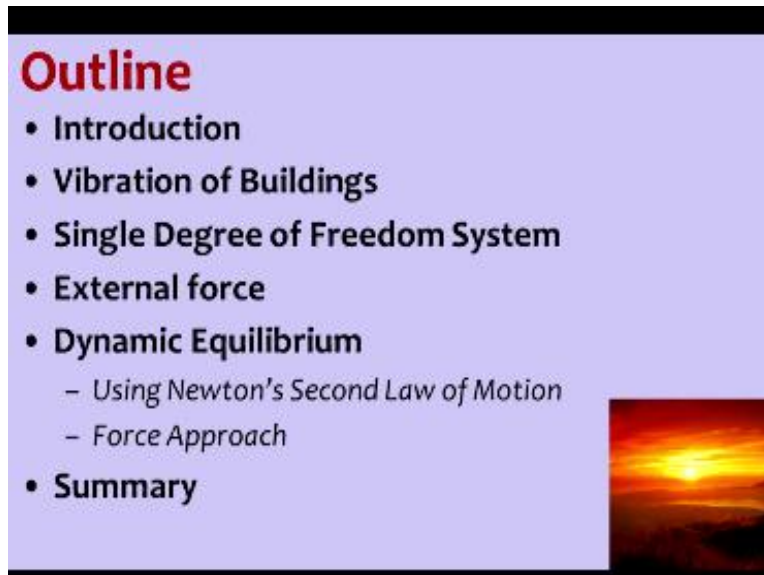 Outline
• Introduction
• Vibration of Buildings
• Single Degree of Freedom System
• External force
• Dynamic Equilibrium
– Using Newton's Second Law of Motion
– Force Approach
• Summary